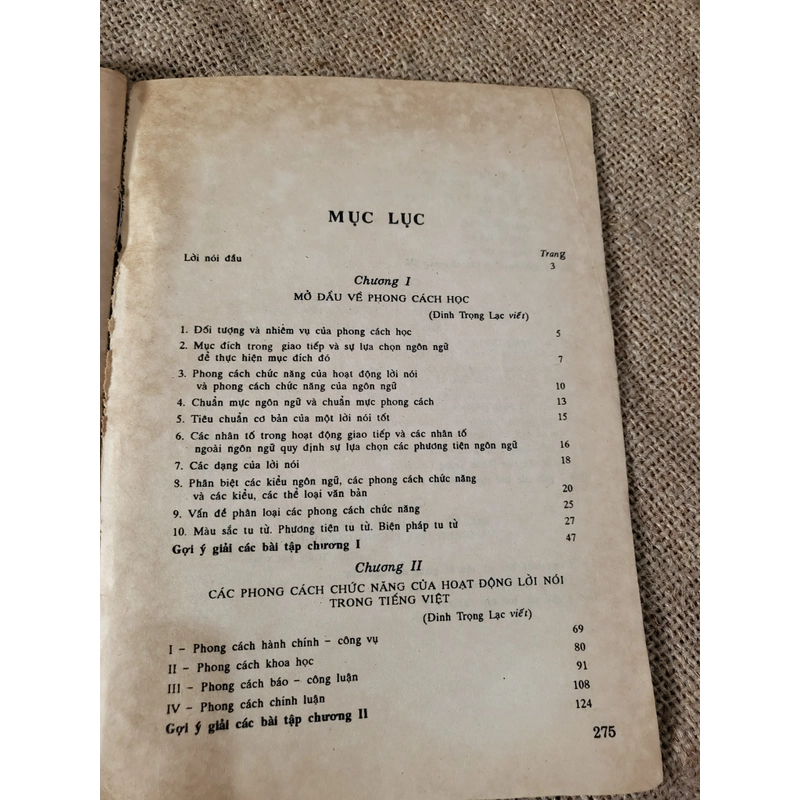 MỤC LỤC
Trang
Lời nói đầu 3
Chương I
MỞ DẦU VỀ PHONG CÁCH HỌC
(Dinh Trọng Lạc viết)
1. Dối tượng và nhiệm vụ của phong cách học 5
2. Mục đích trong giao tiếp và sự lựa chọn ngôn ngữ
để thực hiện mục đích đó 7
3. Phong cách chức năng của hoạt động lời nói
và phong cách chức năng của ngôn ngữ 10
4. Chuẩn mực ngôn ngữ và chuẩn mực phong cách 13
5. Tiêu chuẩn cơ bản của một lời nói tốt 15
6. Các nhân tố trong hoạt động giao tiếp và các nhân tố
ngoài ngôn ngữ quy định sự lựa chọn các phương tiện ngôn ngữ 16
7. Các dạng của lời nói 18
8. Phân biệt các kiểu ngôn ngữ, các phong cách chức năng
và các kiểu, các thể loại văn bản 20
9. Vấn đề phân loại các phong cách chức năng 25
10. Màu sắc tu từ. Phương tiện tu từ. Biện pháp tu từ 27
Gợi ý giải các bài tập chương I 47
Chương II
CÁC PHONG CÁCH CHỨC NĂNG CỦA HOẠT DỘNG LỜI NÓI
TRONG TIẾNG VIỆT
(Dinh Trọng Lạc viết)
I – Phong cách hành chính – công vụ 69
II – Phong cách khoa học 80
III – Phong cách báo – công luận 91
IV – Phong cách chính luận 108
Gợi ý giải các bài tập chương II 124
275